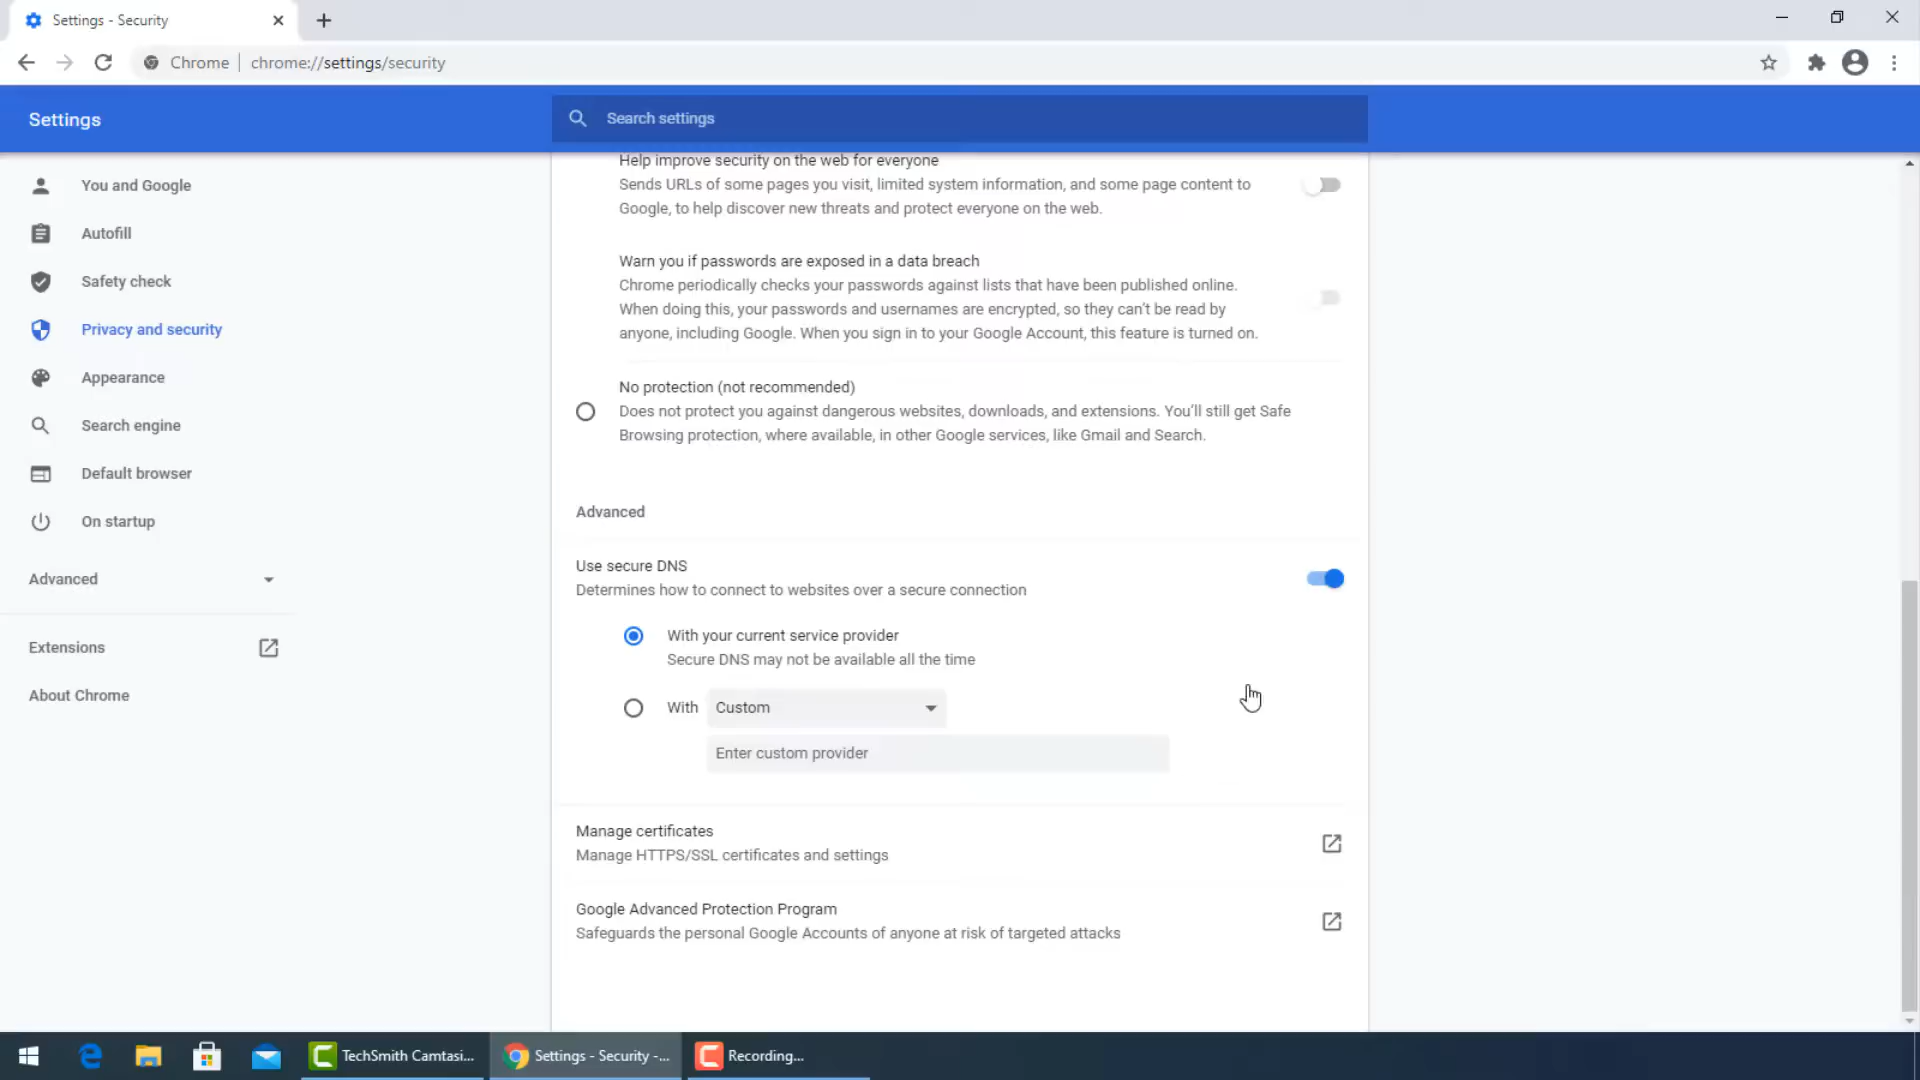 Settings - Security
Chrome
chrome://settings/security
Settings
Search settings
You and Google
Autofill
Safety check
Privacy and security
Appearance
Search engine
Default browser
On startup
Advanced
Extensions
About Chrome
Help improve security on the web for everyone
Sends URLs of some pages you visit, limited system information, and some page content to
Google, to help discover new threats and protect everyone on the web.
Warn you if passwords are exposed in a data breach
Chrome periodically checks your passwords against lists that have been published online.
When doing this, your passwords and usernames are encrypted, so they can't be read by
anyone, including Google. When you sign in to your Google Account, this feature is turned on.
No protection (not recommended)
Does not protect you against dangerous websites, downloads, and extensions. You'll still get Safe
Browsing protection, where available, in other Google services, like Gmail and Search.
Advanced
Use secure DNS
Determines how to connect to websites over a secure connection
With your current service provider
Secure DNS may not be available all the time
With Custom
Enter custom provider
Manage certificates
Manage HTTPS/SSL certificates and settings
Google Advanced Protection Program
Safeguards the personal Google Accounts of anyone at risk of targeted attacks
TechSmith Camtasi...
Settings - Security -...
Recording...